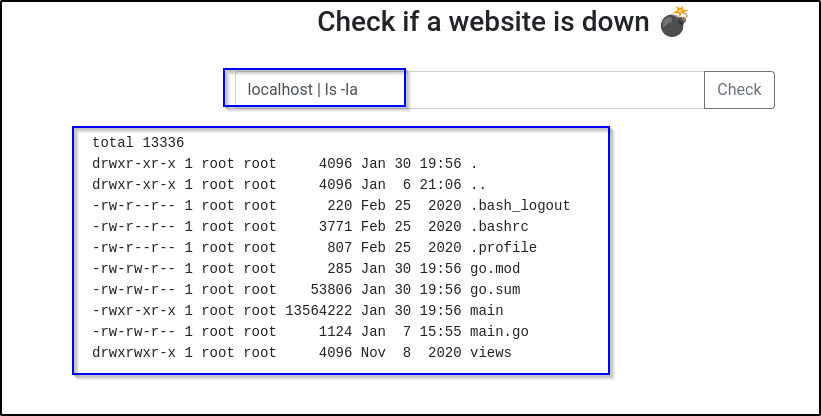 Check if a website is down 💣
localhost | ls -la
Check
total 13336
drwxr-xr-x 1 root root     4096 Jan 30 19:56 .
drwxr-xr-x 1 root root     4096 Jan  6 21:06 ..
-rw-r--r-- 1 root root      220 Feb 25  2020 .bash_logout
-rw-r--r-- 1 root root     3771 Feb 25  2020 .bashrc
-rw-r--r-- 1 root root      807 Feb 25  2020 .profile
-rw-rw-r-- 1 root root      285 Jan 30 19:56 go.mod
-rw-rw-r-- 1 root root    53806 Jan 30 19:56 go.sum
-rwxr-xr-x 1 root root 13564222 Jan 30 19:56 main
-rw-rw-r-- 1 root root     1124 Jan  7 15:55 main.go
drwxrwxr-x 1 root root     4096 Nov  8  2020 views